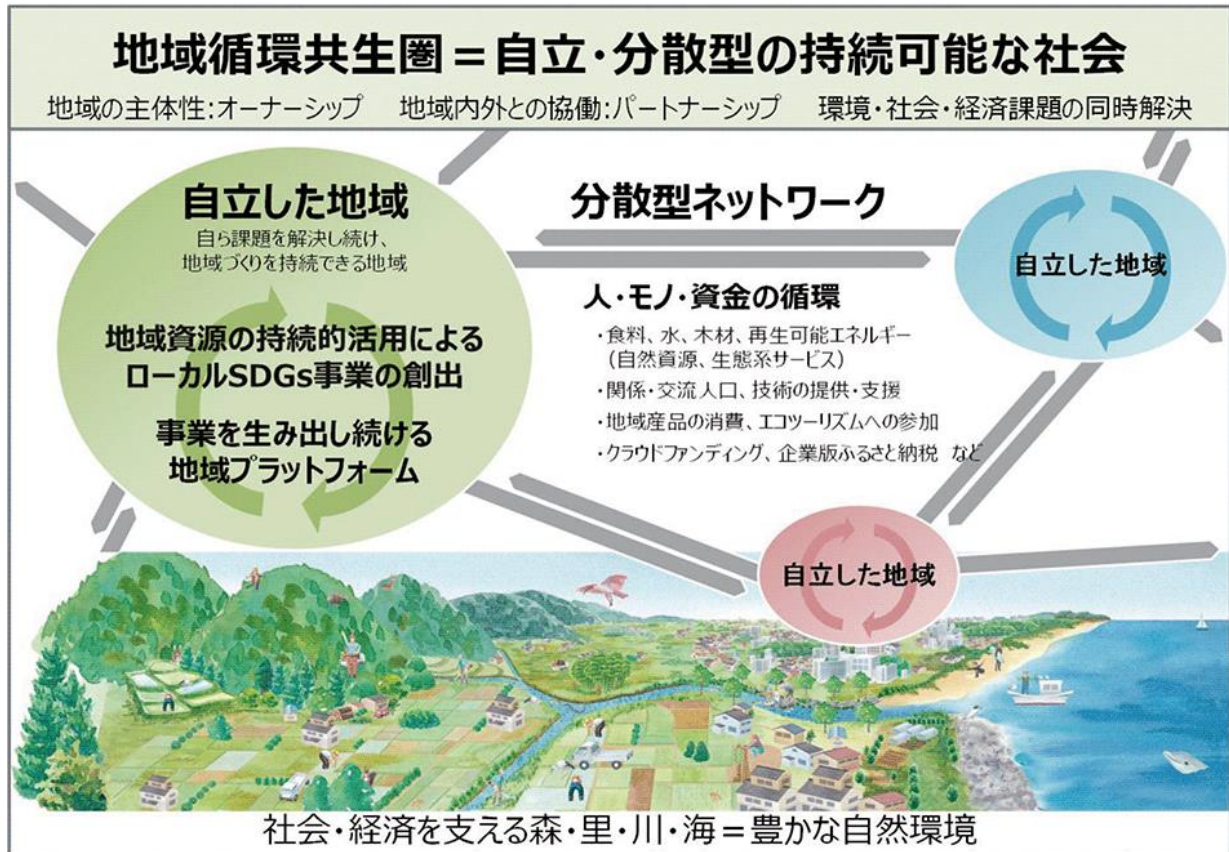 地域循環共生圏＝自立・分散型の持続可能な社会
地域の主体性：オーナーシップ　地域内外との協働：パートナーシップ　環境・社会・経済課題の同時解決
自立した地域
自ら課題を解決し続け、
地域づくりを持続できる地域
地域資源の持続的活用による
ローカルSDGs事業の創出
事業を生み出し続ける
地域プラットフォーム
分散型ネットワーク
人・モノ・資金の循環
・食料、水、木材、再生可能エネルギー
（自然資源、生態系サービス）
・関係・交流人口、技術の提供・支援
・地域産品の消費、エコツーリズムへの参加
・クラウドファンディング、企業版ふるさと納税　など
自立した地域
自立した地域
社会・経済を支える森・里・川・海＝豊かな自然環境